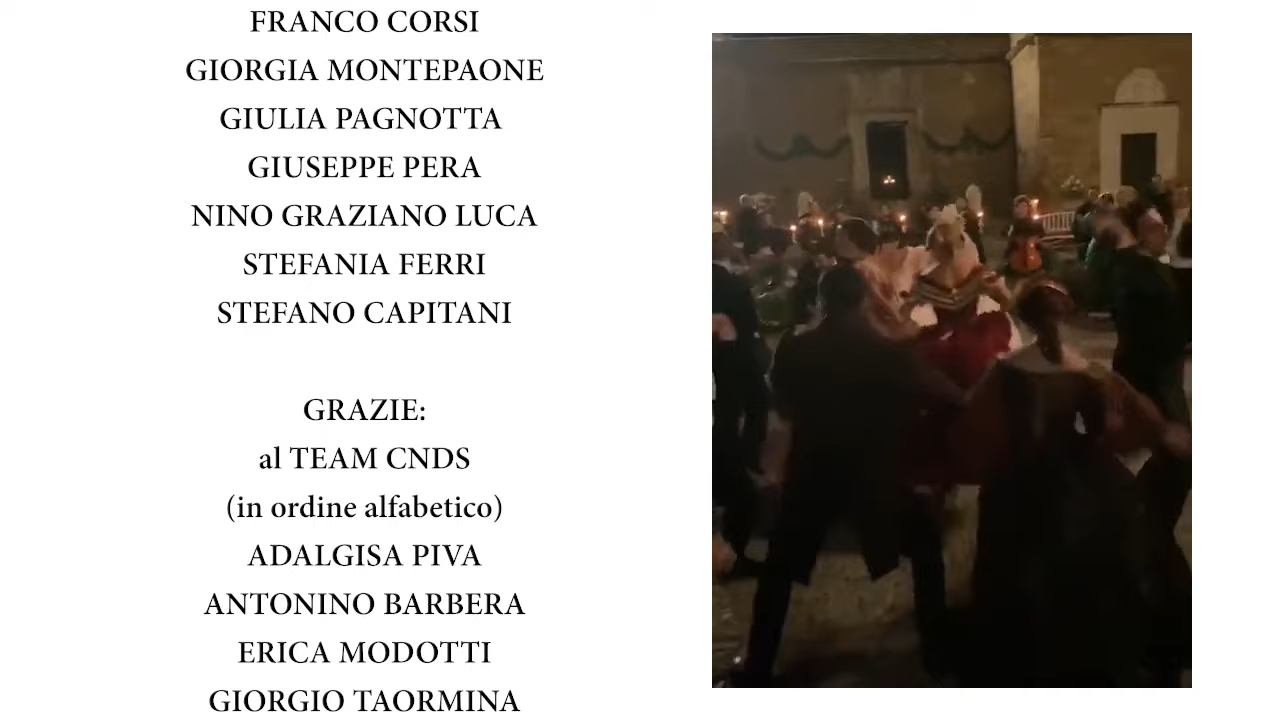 FRANCO CORSI
GIORGIA MONTEPAONE
GIULIA PAGNOTTA
GIUSEPPE PERA
NINO GRAZIANO LUCA
STEFANIA FERRI
STEFANO CAPITANI
GRAZIE:
al TEAM CNDS
(in ordine alfabetico)
ADALGISA PIVA
ANTONINO BARBERA
ERICA MODOTTI
GIORGIO TAORMINA